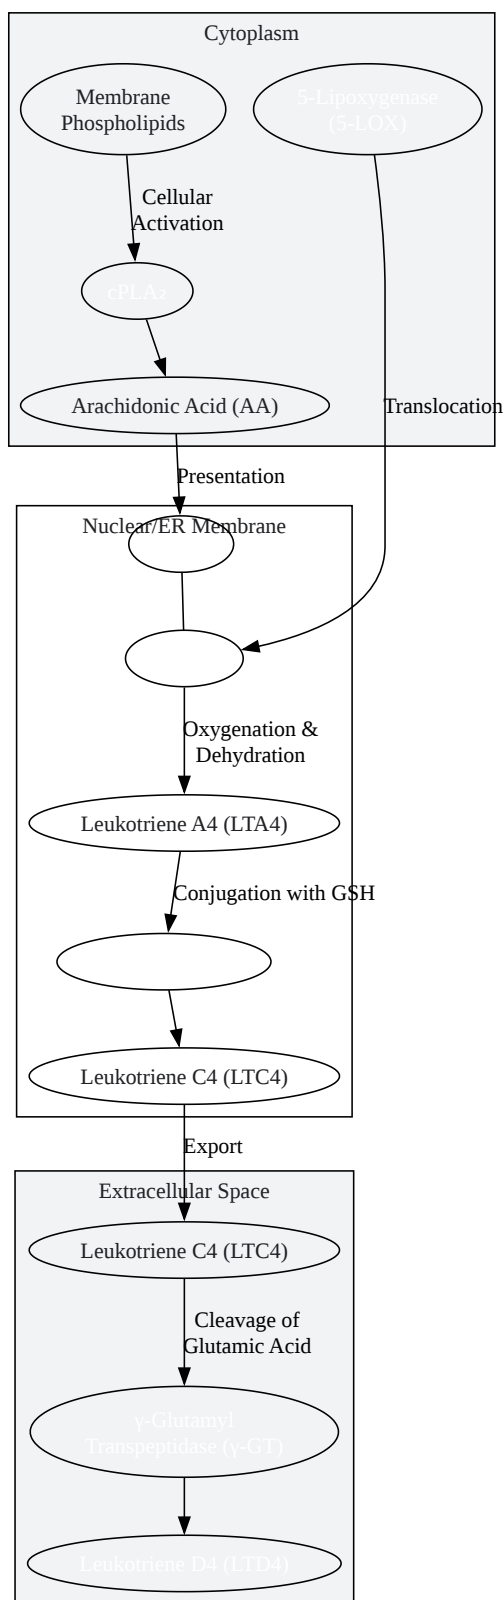 Cytoplasm
Membrane
Phospholipids
5-Lipoxygenase
(5-LOX)
Cellular
Activation
cPLA₂
Arachidonic Acid (AA)
Translocation
Presentation
Nuclear/ER Membrane
Oxygenation &
Dehydration
Leukotriene A4 (LTA4)
Conjugation with GSH
Leukotriene C4 (LTC4)
Export
Extracellular Space
Leukotriene C4 (LTC4)
Cleavage of
Glutamic Acid
γ-Glutamyl
Transpeptidase (γ-GT)
Leukotriene D4 (LTD4)